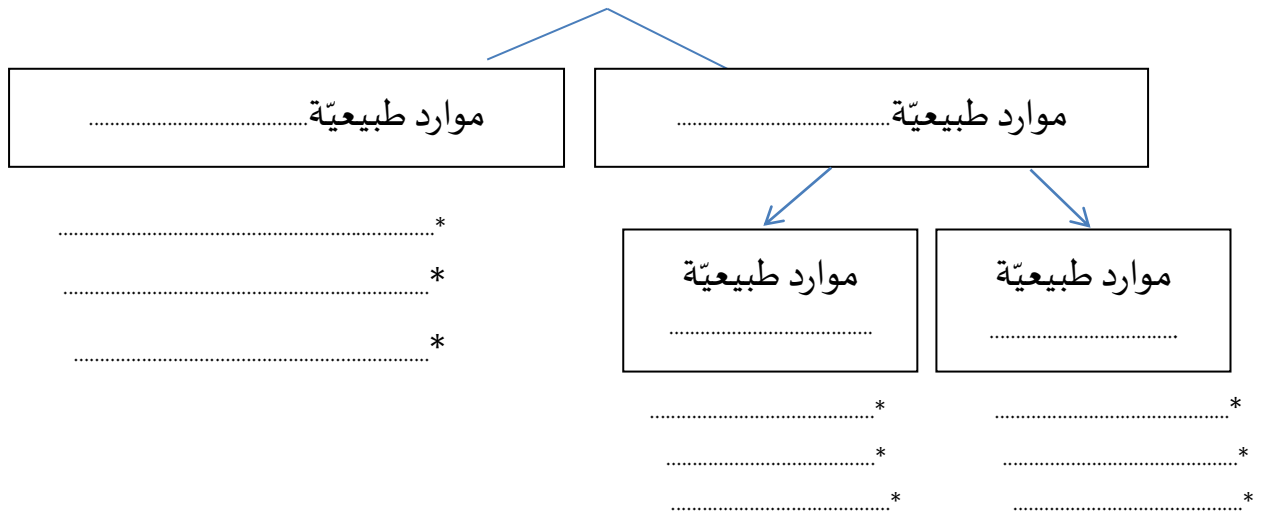 موارد طبيعيّة........................................
موارد طبيعيّة..........................................
موارد طبيعيّة
....................................
موارد طبيعيّة
.......................................
*.............................................
*.............................................
*............................................
*...........................................
*........................................
*..........................................
*........................................................................
*......................................................................
*....................................................................